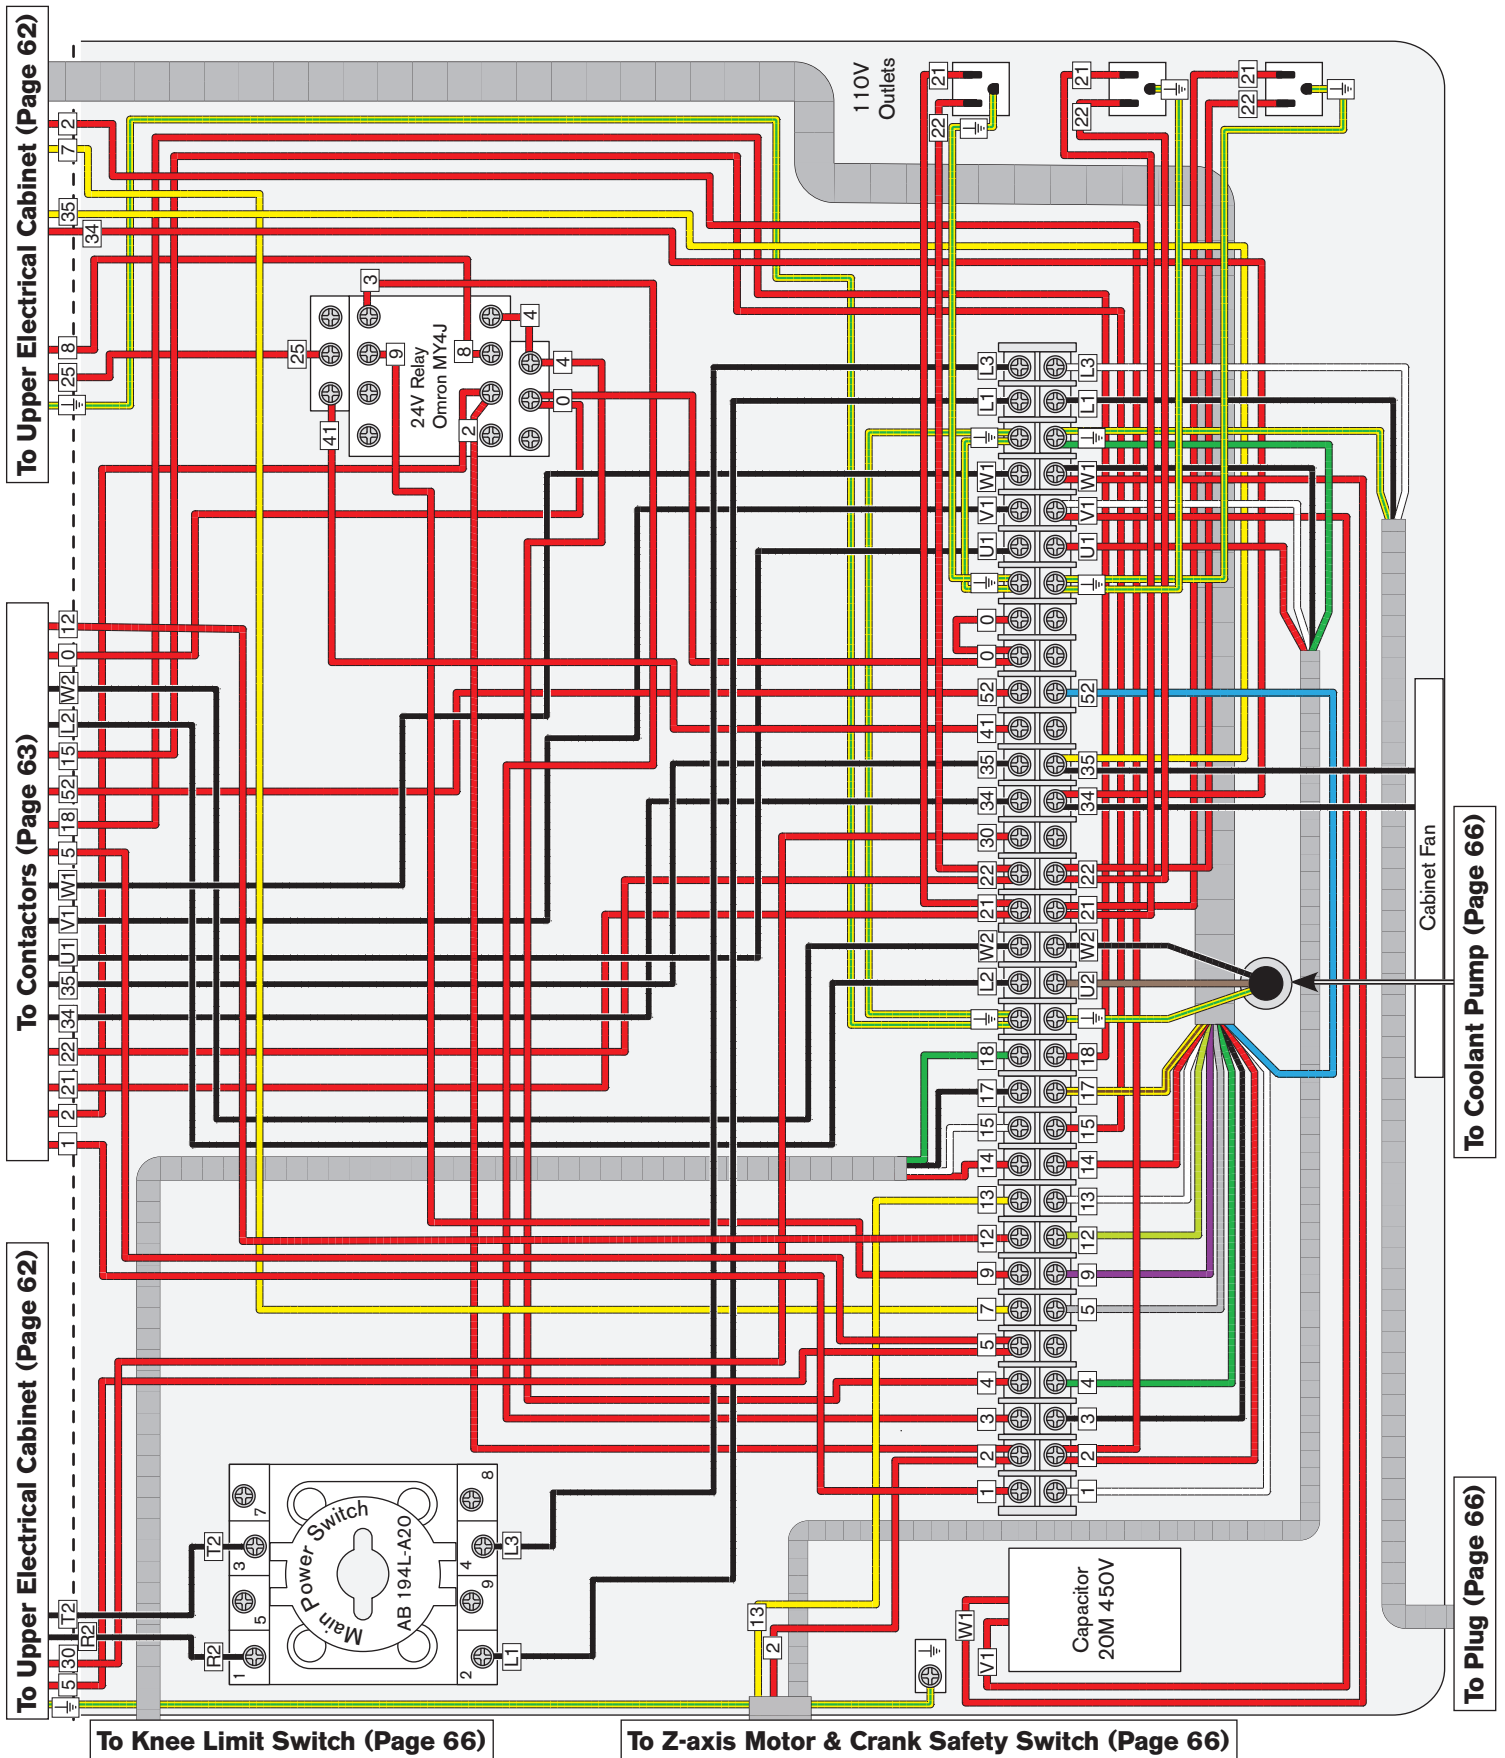 To Upper Electrical Cabinet (Page 62)
To Contactors (Page 63)
To Upper Electrical Cabinet (Page 62)
2
7
35
34
8
25
12
0
W2
L2
15
52
18
5
W1
V1
U1
35
34
22
21
2
1
T2
R2
30
5
110V
Outlets
21
22
21
22
21
22
3
25
9
8
4
4
0
2
41
24V Relay
Omron MY4J
L3
L1
W1
V1
U1
0
0
52
41
35
34
30
22
21
W2
L2
18
17
15
14
13
12
9
7
5
4
3
2
1
L3
L1
W1
V1
U1
52
35
34
22
21
W2
U2
18
17
15
14
13
12
9
5
4
3
2
1
Cabinet Fan
To Coolant Pump (Page 66)
To Plug (Page 66)
T2
R2
L3
L1
7
3
5
1
8
4
9
2
Main Power Switch
AB 194L-A20
13
2
W1
V1
Capacitor
20M 450V
To Knee Limit Switch (Page 66)
To Z-axis Motor & Crank Safety Switch (Page 66)